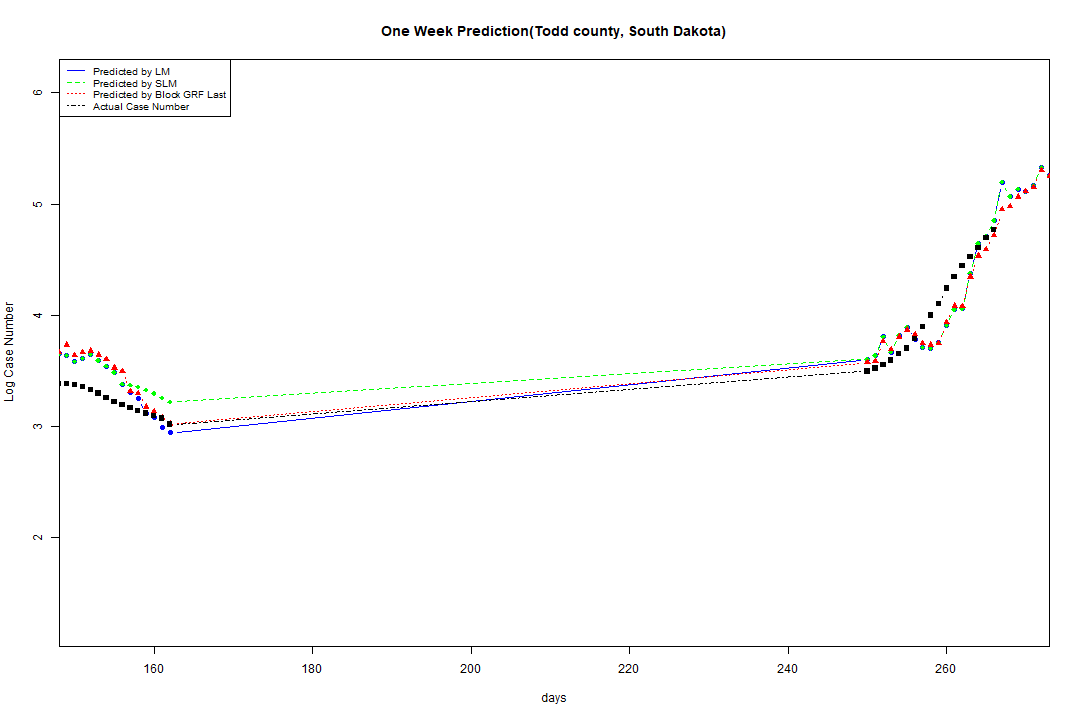 One Week Prediction(Todd county, South Dakota)
Predicted by LM
Predicted by SLM
Predicted by Block GRF Last
Actual Case Number
6
5
4
3
2
Log Case Number
160 180 200 220 240 260
days